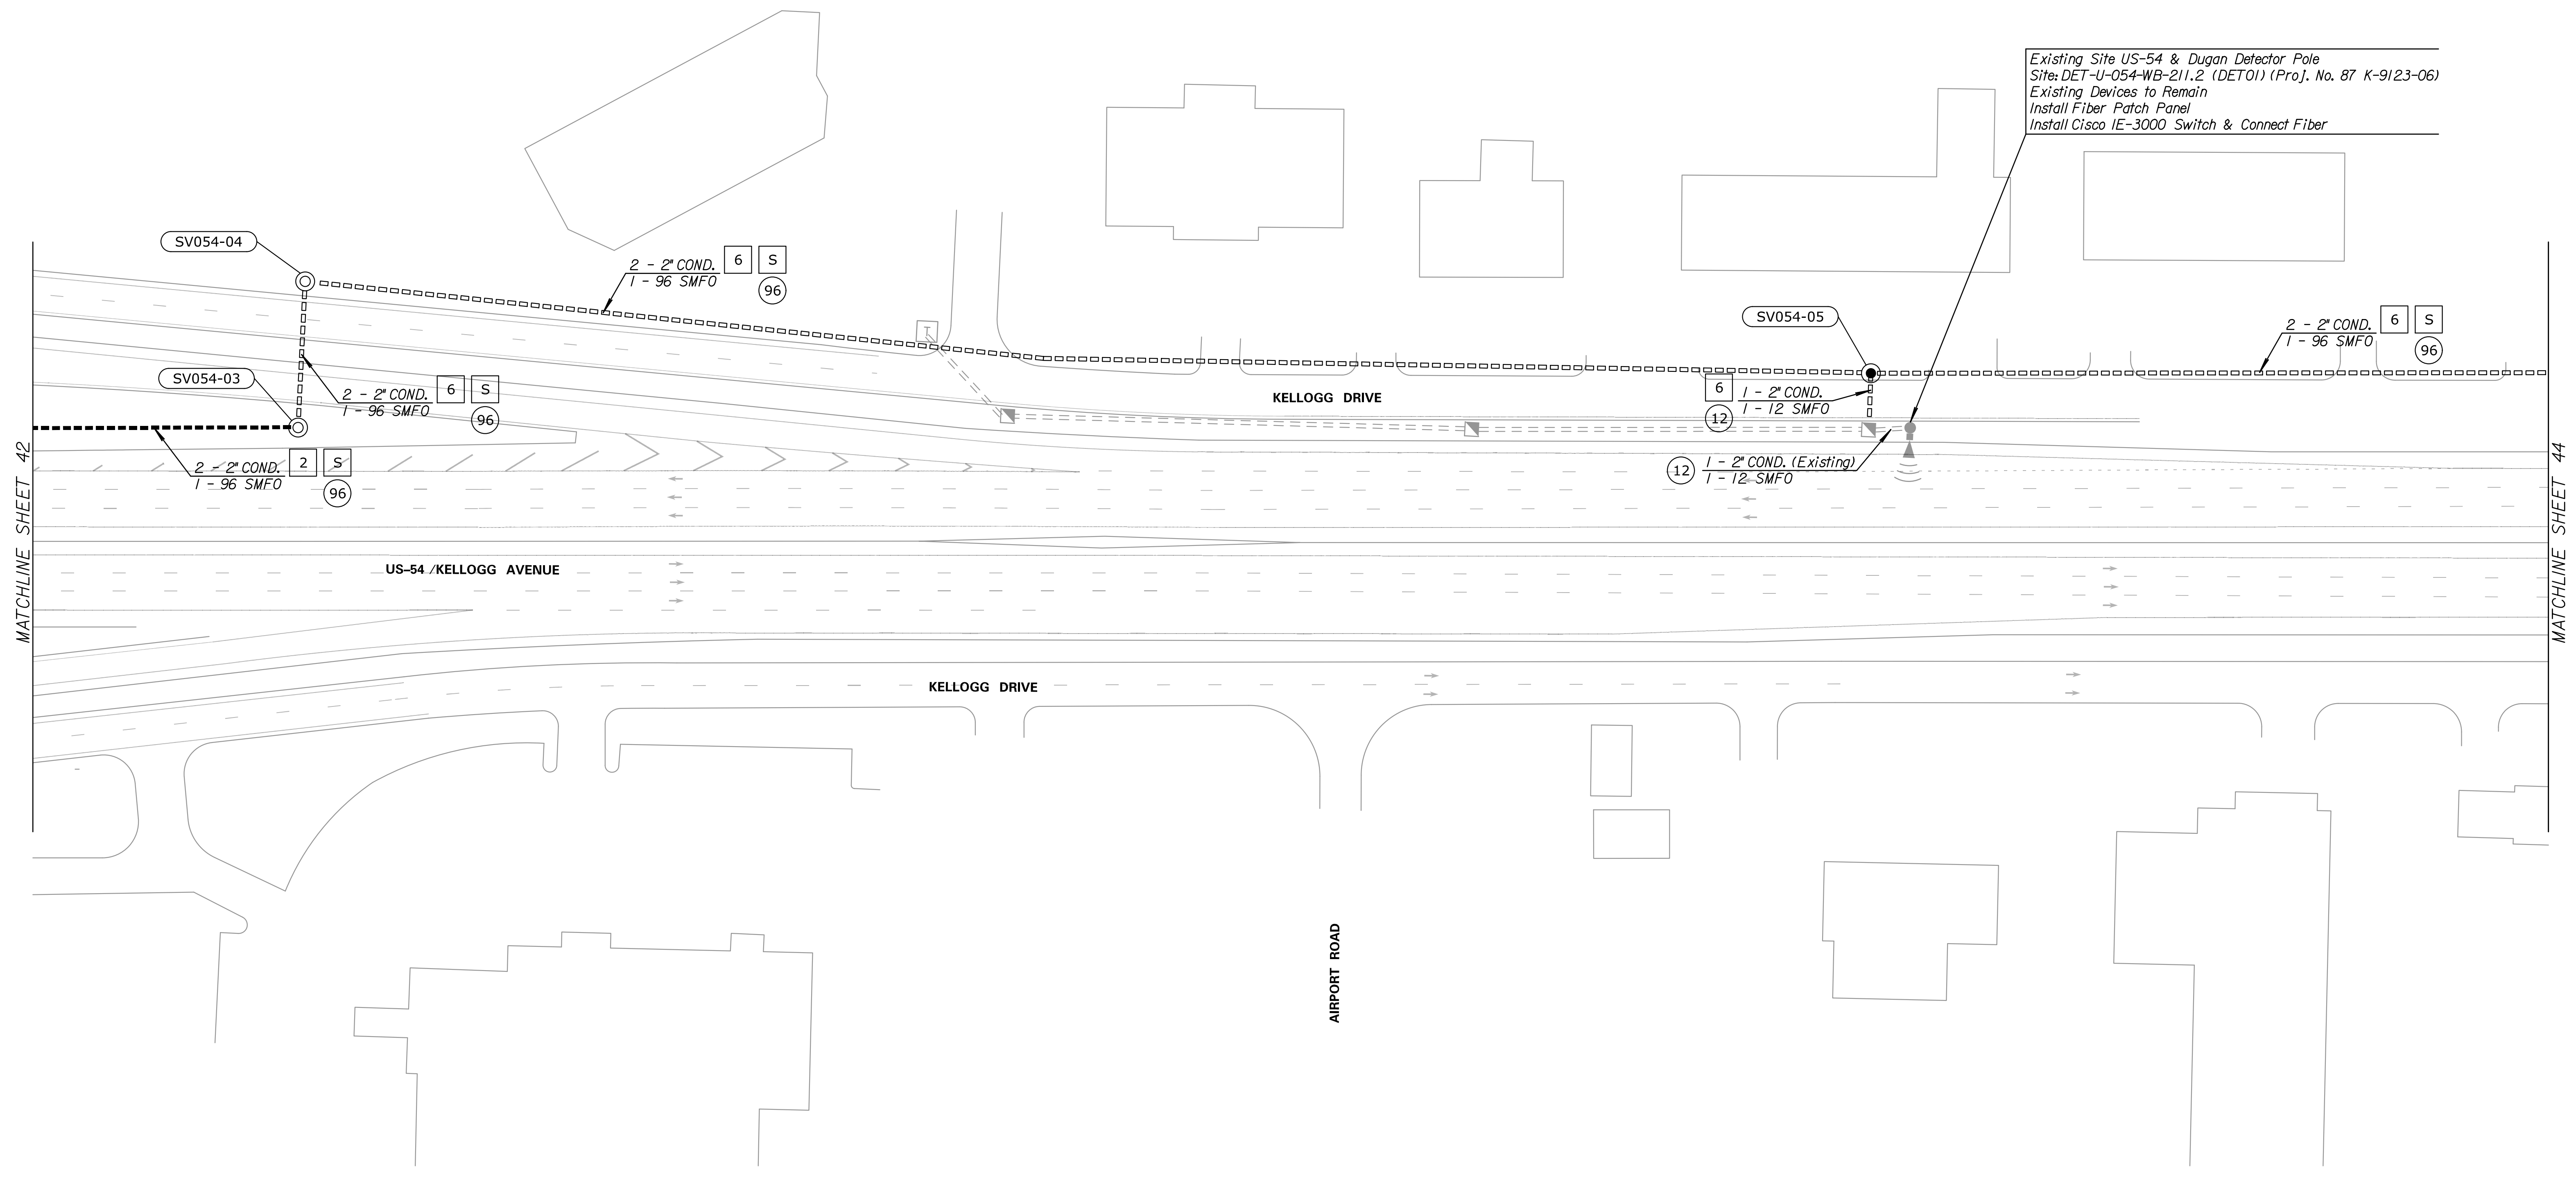 Existing Site US-54 & Dugan Detector Pole
Site: DET-U-054-WB-211.2 (DET01) (Proj. No. 87 K-9123-06)
Existing Devices to Remain
Install Fiber Patch Panel
Install Cisco IE-3000 Switch & Connect Fiber
SV054-04
2 - 2" COND.
1 - 96 SMFO
6
S
96
SV054-05
2 - 2" COND.
1 - 96 SMFO
6
S
96
SV054-03
2 - 2" COND.
1 - 96 SMFO
6
S
96
KELLOGG DRIVE
6
12
1 - 2" COND.
1 - 12 SMFO
2 - 2" COND.
1 - 96 SMFO
2
S
96
12
1 - 2" COND. (Existing)
1 - 12 SMFO
T
MATCHLINE SHEET 42
MATCHLINE SHEET 44
US-54 /KELLOGG AVENUE
KELLOGG DRIVE
AIRPORT ROAD